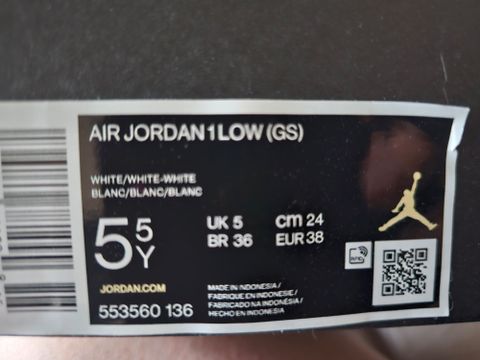 AIR JORDAN 1 LOW (GS)
WHITE/WHITE-WHITE
BLANC/BLANC/BLANC
5 5 Y
UK 5 cm 24
BR 36 EUR 38
JORDAN.COM
553560 136
MADE IN INDONESIA /
FABRIQUE EN INDONESIE /
FABRICADO NA INDONÉSIA /
HECHO EN INDONESIA